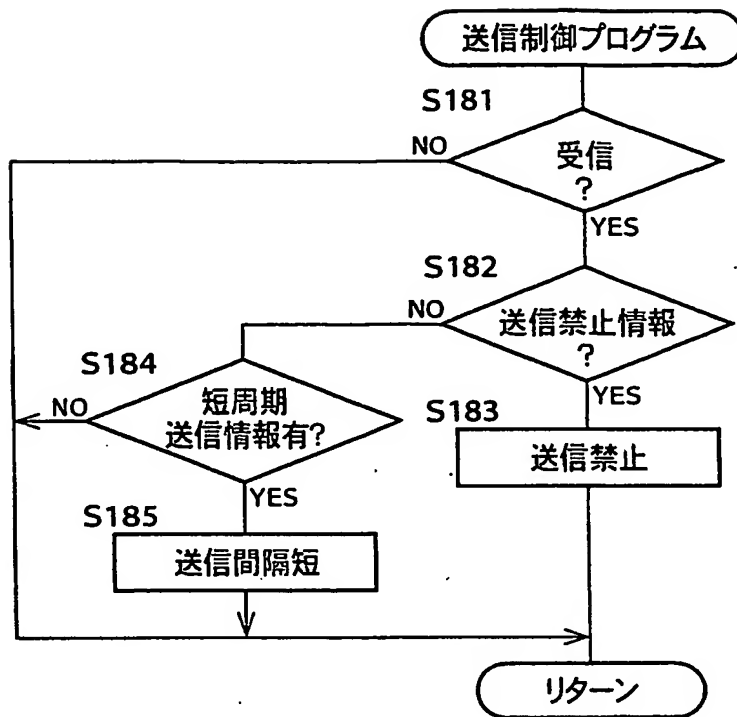 送信制御プログラム
S181
NO
受信
?
YES
S182
NO
送信禁止情報
?
YES
S184
NO
短周期
送信情報有?
YES
S183
送信禁止
S185
送信間隔短
リターン